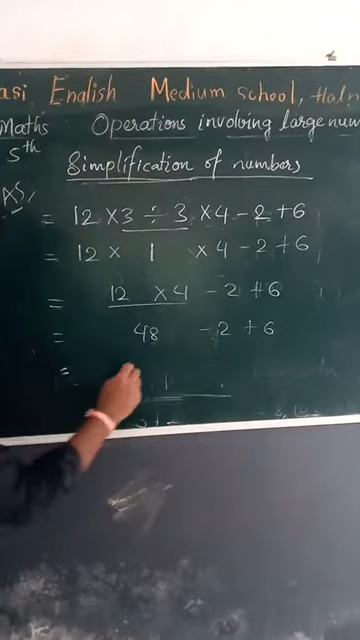 asi English Medium school, Haln
Maths Operations involving large num
5th
Simplification of numbers
AS,
= 12 × 3 ÷ 3 × 4 - 2 + 6
= 12 × 1 × 4 - 2 + 6
= 12 × 4 - 2 + 6
= 48 - 2 + 6
=